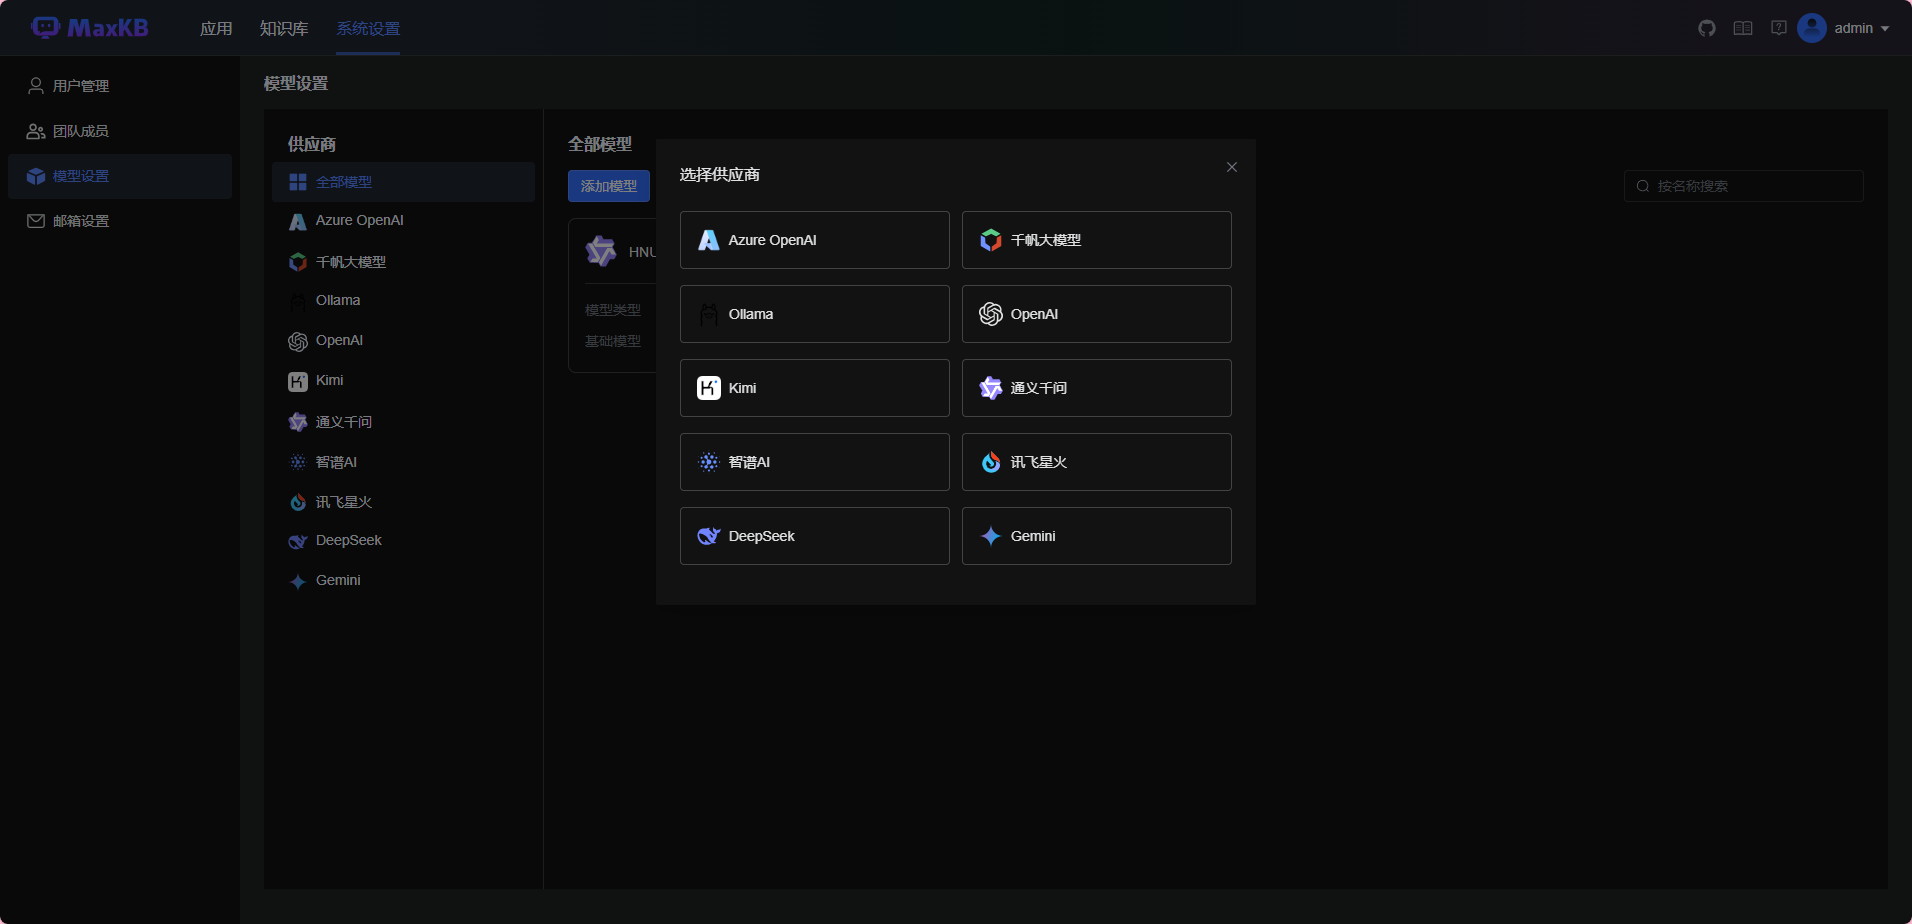 MaxKB
应用
知识库
系统设置
admin
用户管理
团队成员
模型设置
邮箱设置
模型设置
供应商
全部模型
Azure OpenAI
千帆大模型
Ollama
OpenAI
Kimi
通义千问
智谱AI
讯飞星火
DeepSeek
Gemini
全部模型
添加模型
按名称搜索
HNU
模型类型
基础模型
选择供应商
Azure OpenAI
千帆大模型
Ollama
OpenAI
Kimi
通义千问
智谱AI
讯飞星火
DeepSeek
Gemini